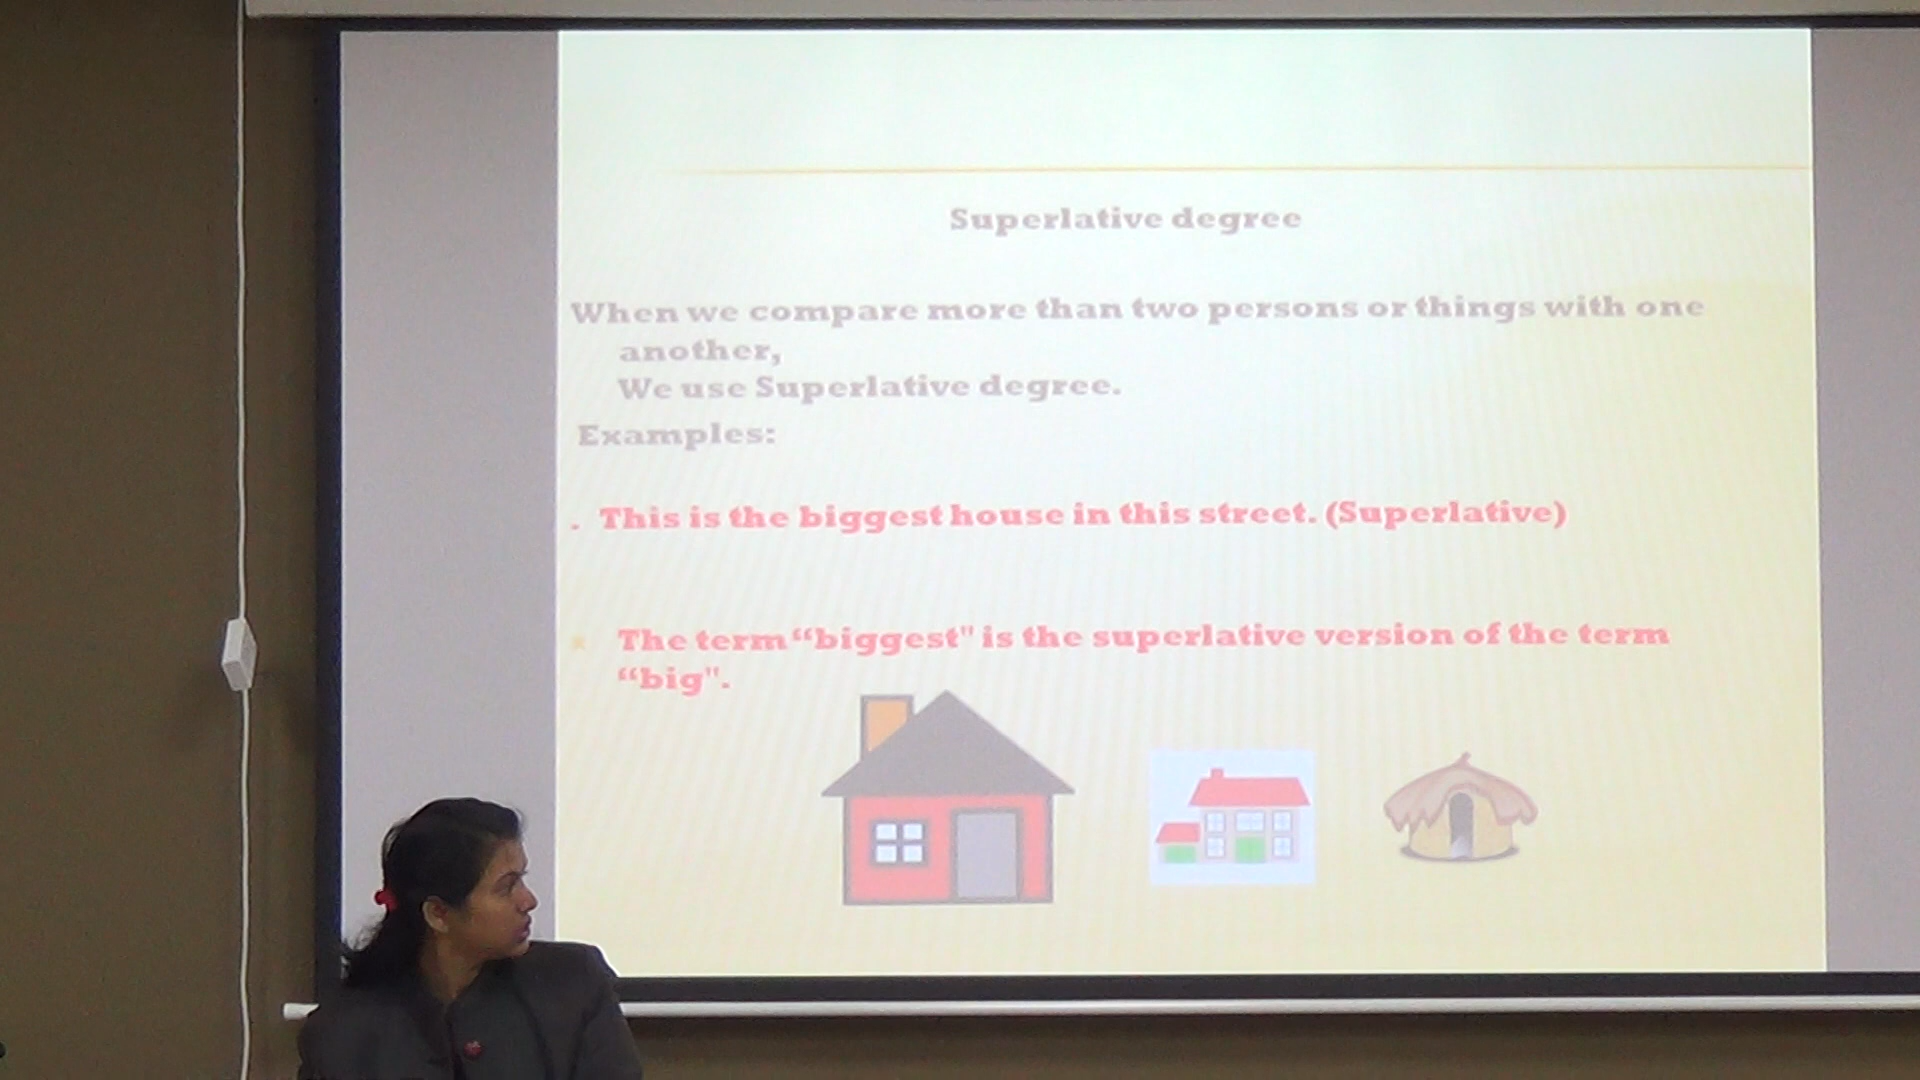 Superlative degree
When we compare more than two persons or things with one
another,
We use Superlative degree.
Examples:
. This is the biggest house in this street. (Superlative)
The term “biggest" is the superlative version of the term
“big".